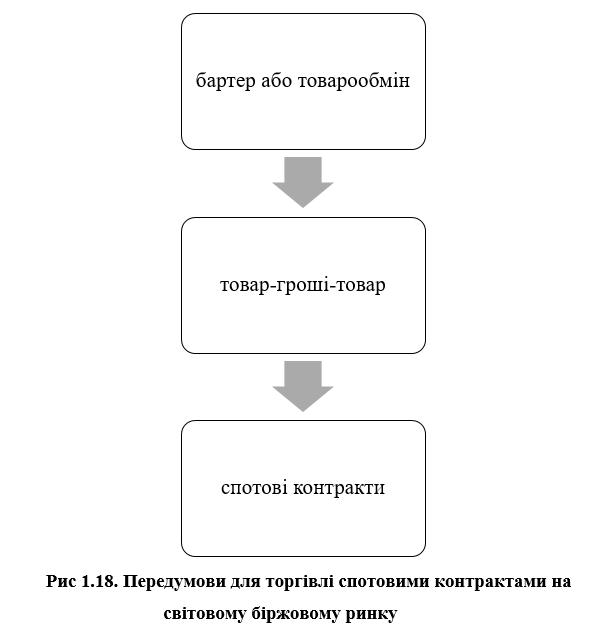 бартер або товарообмін
товар-гроші-товар
спотові контракти
Рис 1.18. Передумови для торгівлі спотовими контрактами на
світовому біржовому ринку